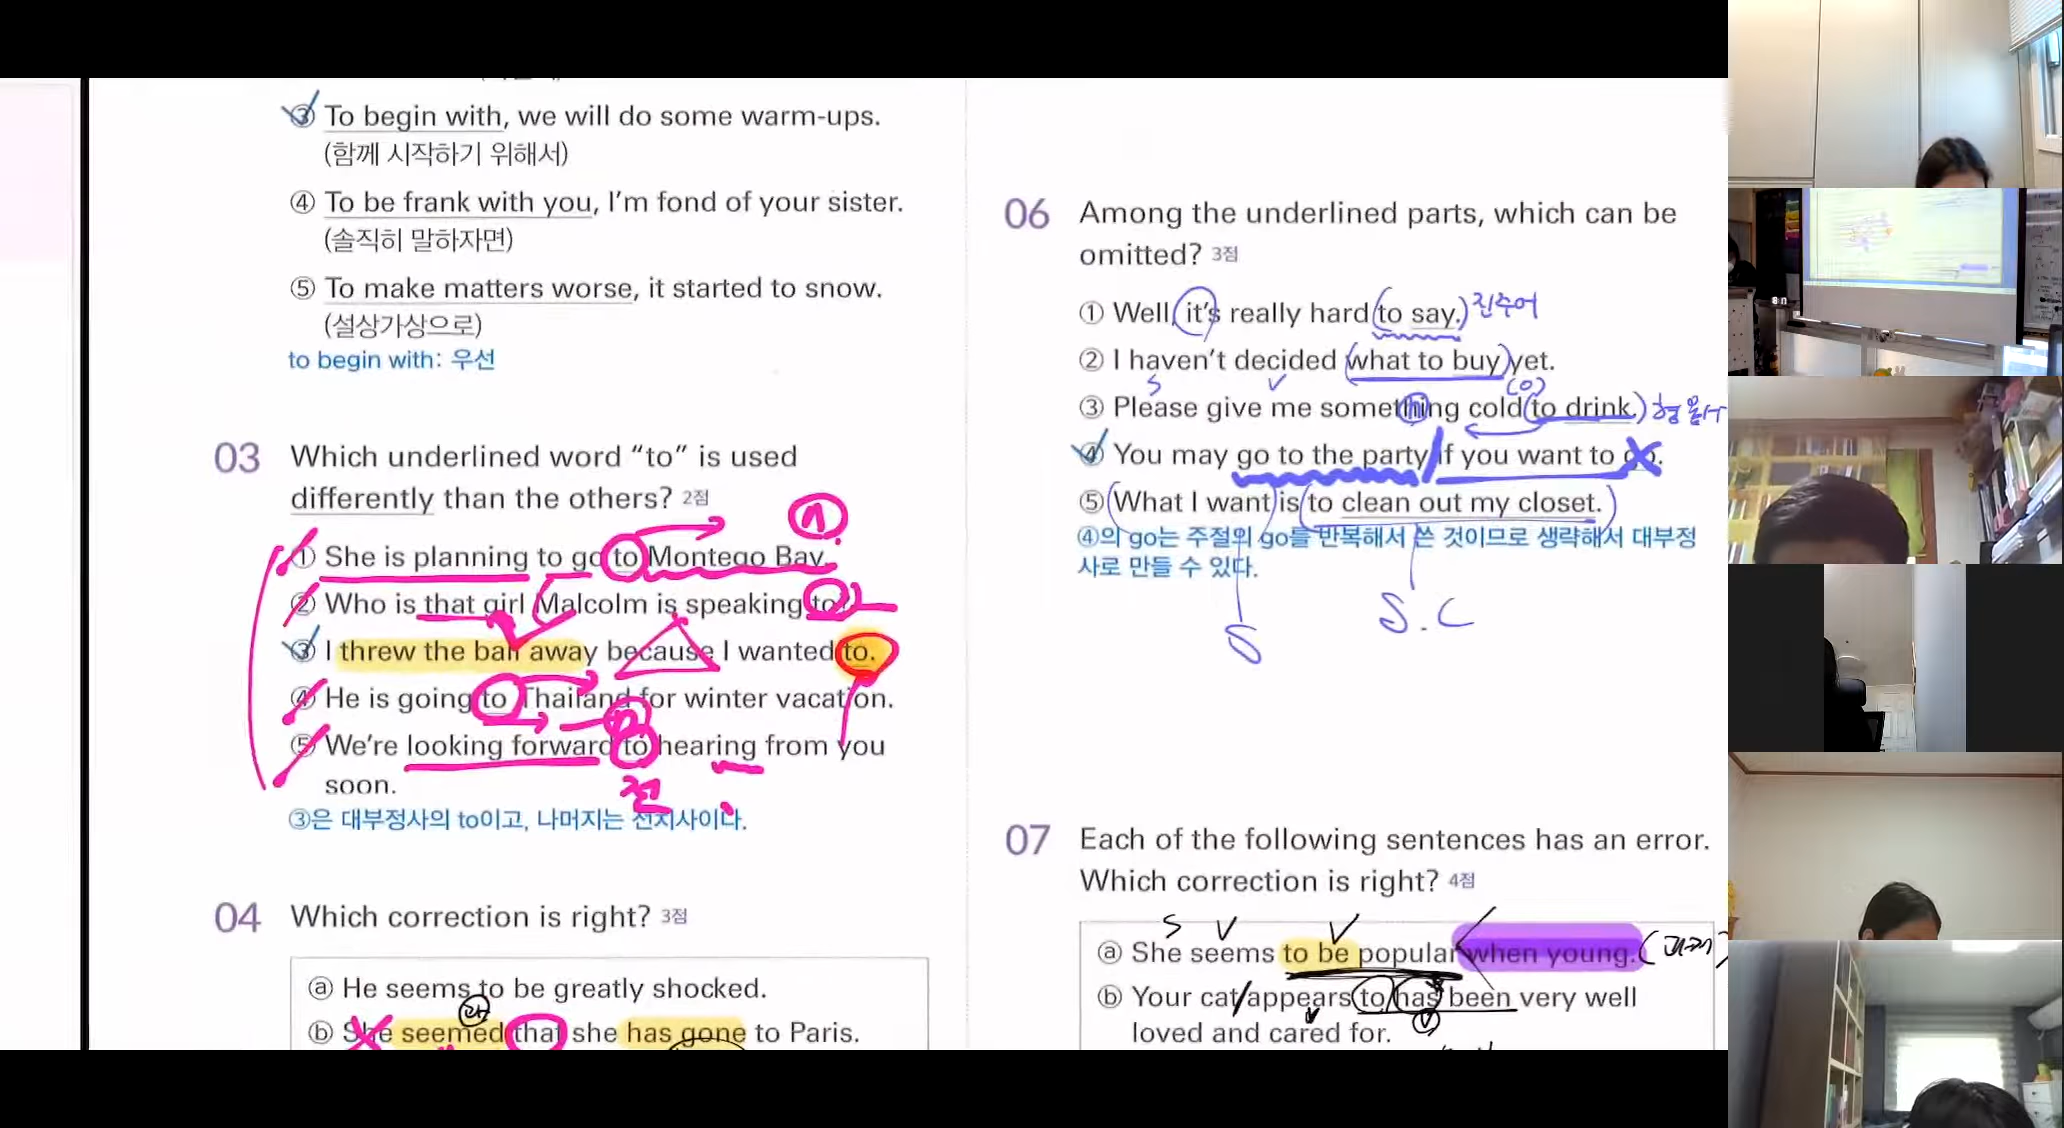 ③ To begin with, we will do some warm-ups.
(함께 시작하기 위해서)
④ To be frank with you, I'm fond of your sister.
(솔직히 말하자면)
⑤ To make matters worse, it started to snow.
(설상가상으로)
to begin with: 우선
03 Which underlined word “to” is used
differently than the others? 2점
ⓝ
① She is planning to go to Montego Bay.
② Who is that girl Malcolm is speaking to?
③ I threw the ball away because I wanted to.
④ He is going to Thailand for winter vacation.
⑤ We're looking forward to hearing from you
soon.
전
③은 대부정사의 to이고, 나머지는 전치사이다.
04 Which correction is right? 3점
ⓐ He seems to be greatly shocked.
ⓑ She seemed that she has gone to Paris.
06 Among the underlined parts, which can be
omitted? 3점
① Well, it's really hard to say. 진주어
② I haven't decided what to buy yet.
S V (O)
③ Please give me something cold to drink.
④ You may go to the party if you want to go.
⑤ What I want is to clean out my closet.
④의 go는 주절의 go를 반복해서 쓴 것이므로 생략해서 대부정
사로 만들 수 있다.
S S.C
07 Each of the following sentences has an error.
Which correction is right? 4점
S V V
ⓐ She seems to be popular when young.
ⓑ Your cat appears to has been very well
loved and cared for.